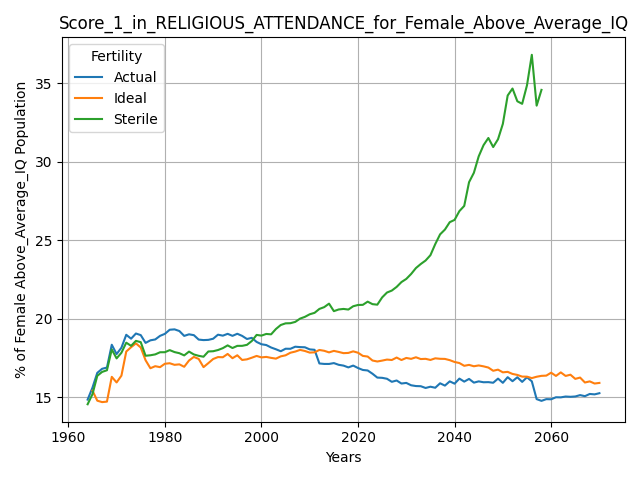 Score_1_in_RELIGIOUS_ATTENDANCE_for_Female_Above_Average_IQ
Fertility
Actual
Ideal
Sterile
% of Female Above_Average_IQ Population
35
30
25
20
15
1960
1980
2000
2020
2040
2060
Years